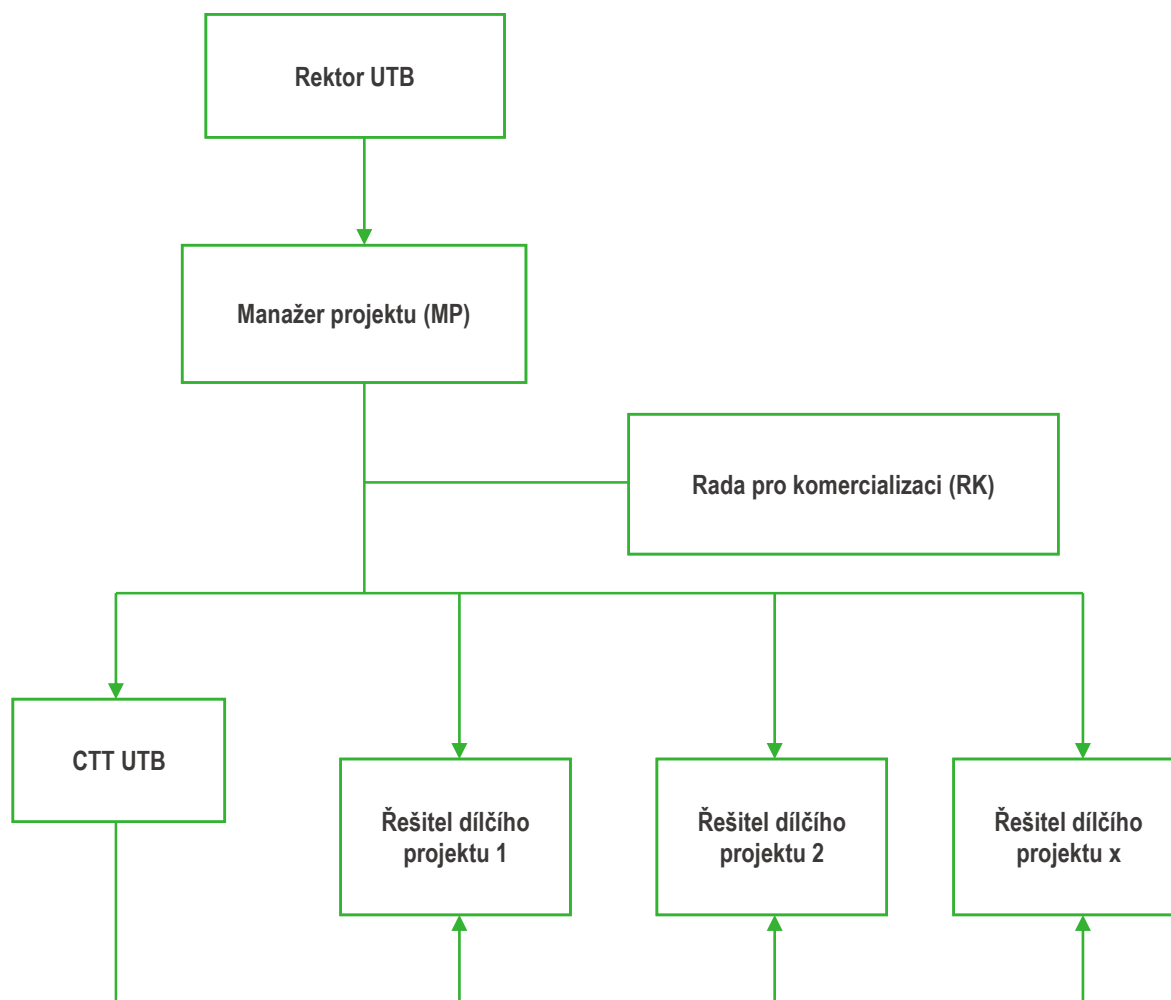 Rektor UTB
Manažer projektu (MP)
Rada pro komercializaci (RK)
CTT UTB
Řešitel dílčího
projektu 1
Řešitel dílčího
projektu 2
Řešitel dílčího
projektu x